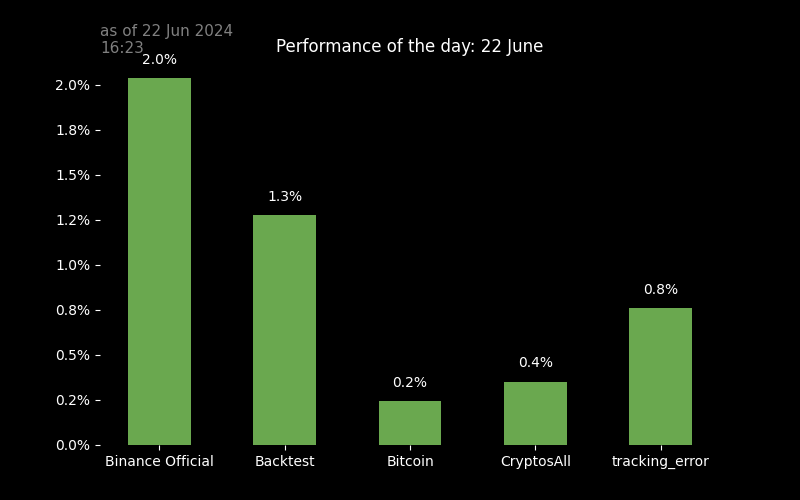 as of 22 Jun 2024
16:23
Performance of the day: 22 June
2.0%
1.8%
1.5%
1.2%
1.0%
0.8%
0.5%
0.2%
0.0%
2.0%
1.3%
0.2%
0.4%
0.8%
Binance Official
Backtest
Bitcoin
CryptosAll
tracking_error